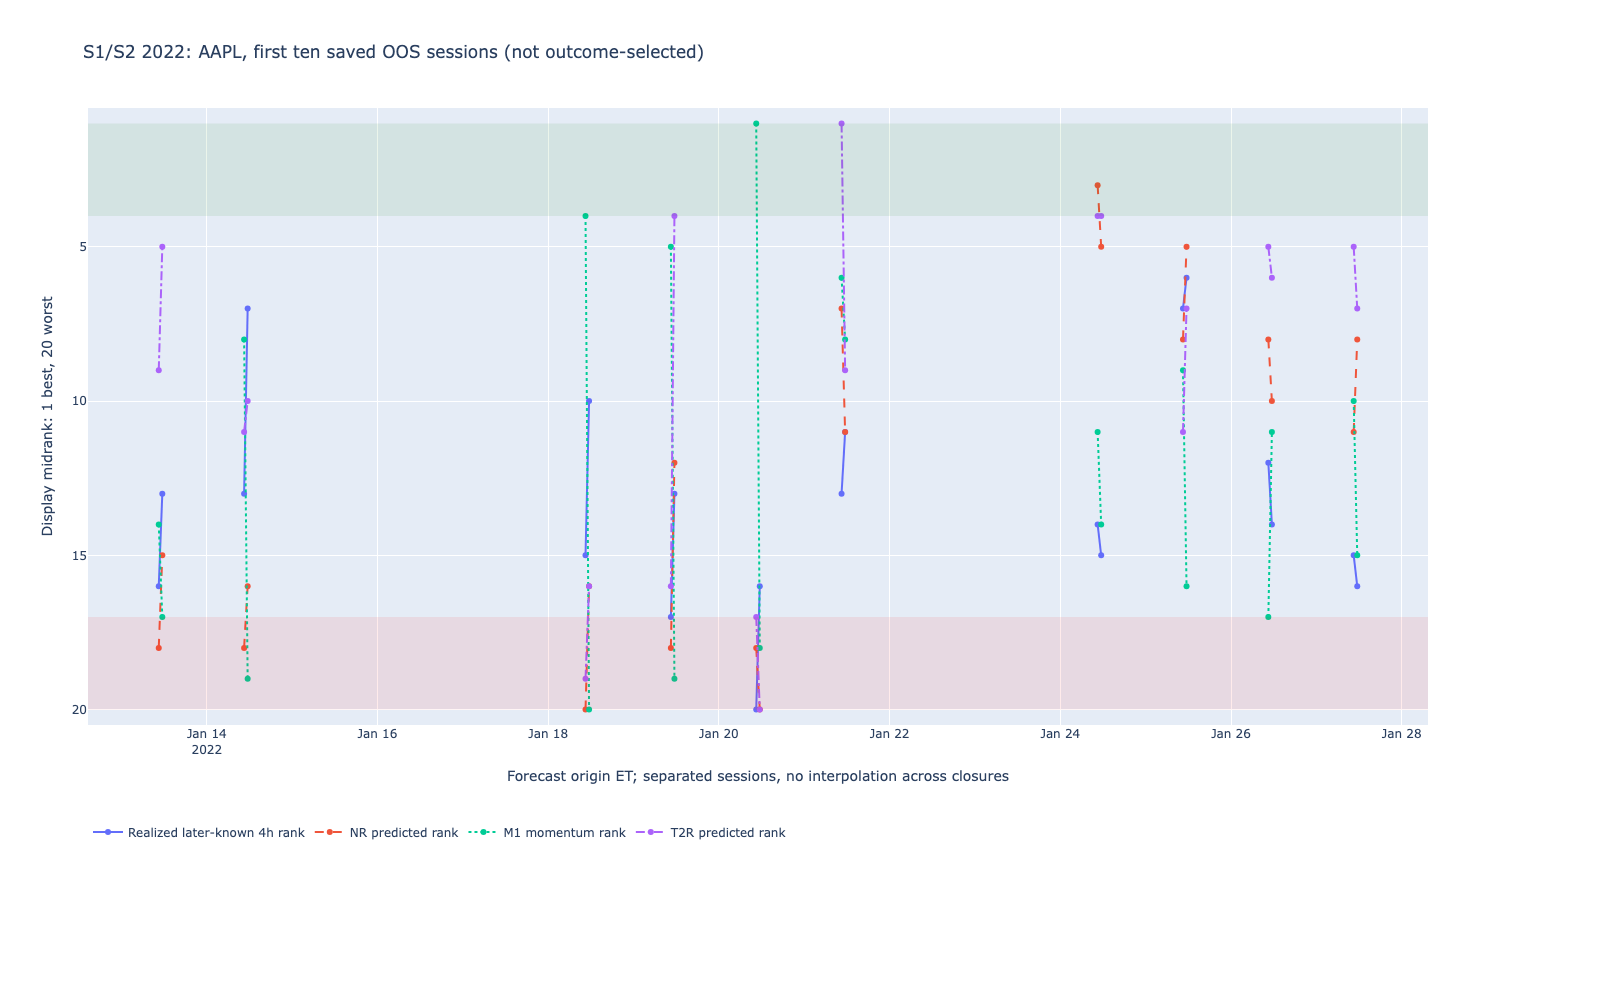 S1/S2 2022: AAPL, first ten saved OOS sessions (not outcome-selected)
Display midrank: 1 best, 20 worst
5
10
15
20
Jan 14
2022
Jan 16
Jan 18
Jan 20
Jan 22
Jan 24
Jan 26
Jan 28
Forecast origin ET; separated sessions, no interpolation across closures
Realized later-known 4h rank
NR predicted rank
M1 momentum rank
T2R predicted rank